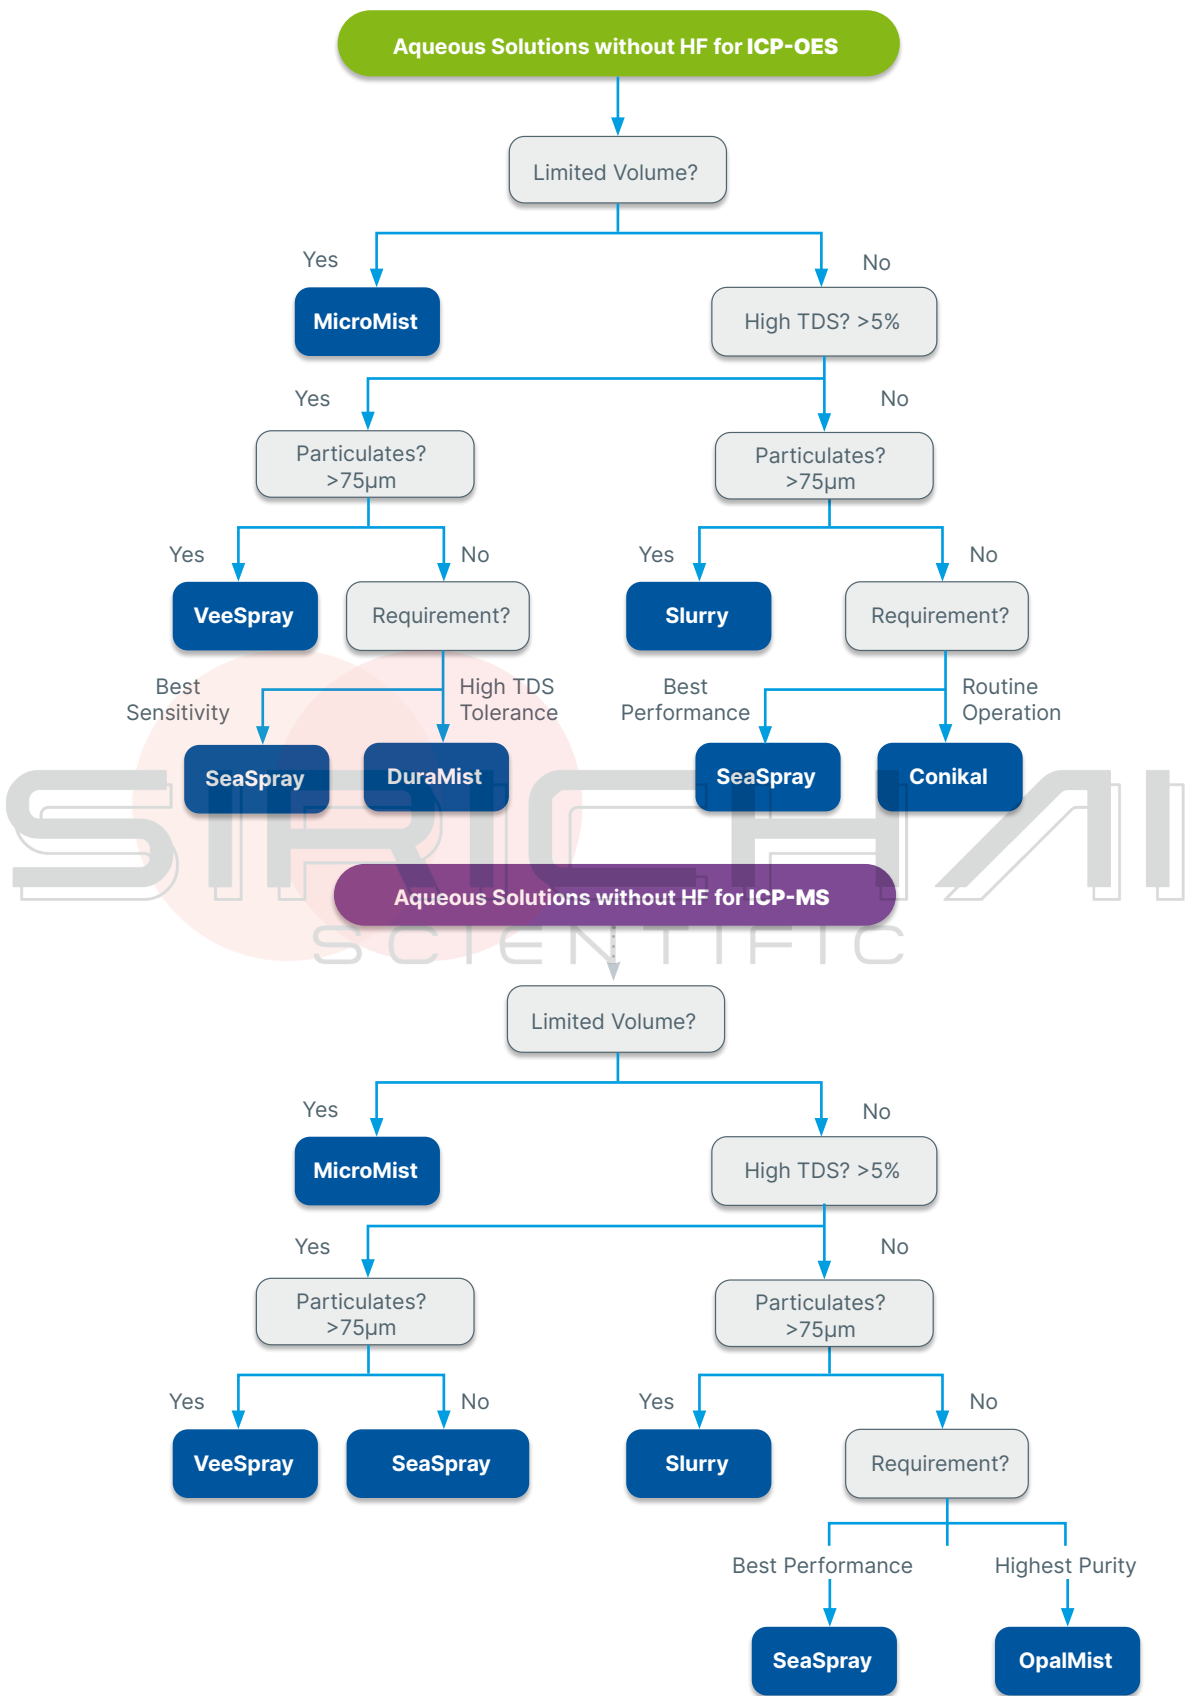 Aqueous Solutions without HF for ICP-OES
Limited Volume?
Yes
No
MicroMist
High TDS? >5%
Yes
No
Particulates?
>75µm
Particulates?
>75µm
Yes
No
Yes
No
VeeSpray
Requirement?
Slurry
Requirement?
Best
Sensitivity
High TDS
Tolerance
Best
Performance
Routine
Operation
SeaSpray
DuraMist
SeaSpray
Conikal
SIRICHAI
SCIENTIFIC
Aqueous Solutions without HF for ICP-MS
Limited Volume?
Yes
No
MicroMist
High TDS? >5%
Yes
No
Particulates?
>75µm
Particulates?
>75µm
Yes
No
Yes
No
VeeSpray
SeaSpray
Slurry
Requirement?
Best Performance
Highest Purity
SeaSpray
OpalMist